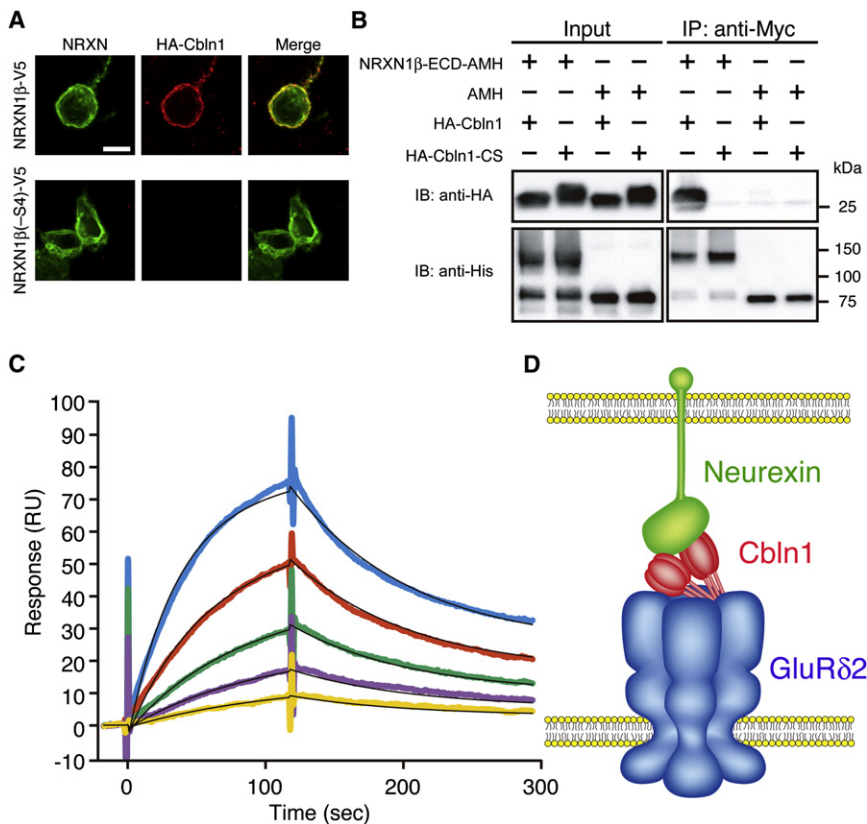 A
NRXN HA-Cbln1 Merge
NRXN1β-V5
NRXN1β(–S4)-V5
B
Input IP: anti-Myc
NRXN1β-ECD-AMH + + – – + + – –
AMH – – + + – – + +
HA-Cbln1 + – + – + – + –
HA-Cbln1-CS – + – + – + – +
kDa
IB: anti-HA
25
IB: anti-His
150
100
75
C
Response (RU)
100
90
80
70
60
50
40
30
20
10
0
-10
0 100 200 300
Time (sec)
D
Neurexin
Cbln1
GluRδ2